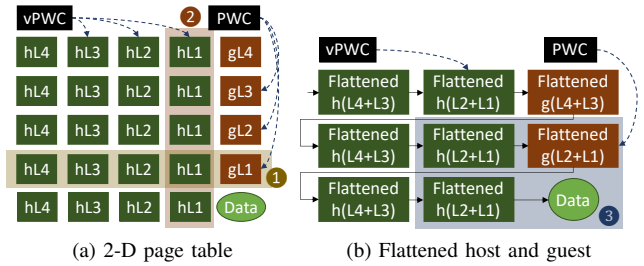 vPWC
2
PWC
hL4 hL3 hL2 hL1 gL4
hL4 hL3 hL2 hL1 gL3
hL4 hL3 hL2 hL1 gL2
hL4 hL3 hL2 hL1 gL1
1
hL4 hL3 hL2 hL1 Data
(a) 2-D page table
vPWC
PWC
Flattened
h(L4+L3)
Flattened
h(L2+L1)
Flattened
g(L4+L3)
Flattened
h(L4+L3)
Flattened
h(L2+L1)
Flattened
g(L2+L1)
Flattened
h(L4+L3)
Flattened
h(L2+L1)
Data
3
(b) Flattened host and guest